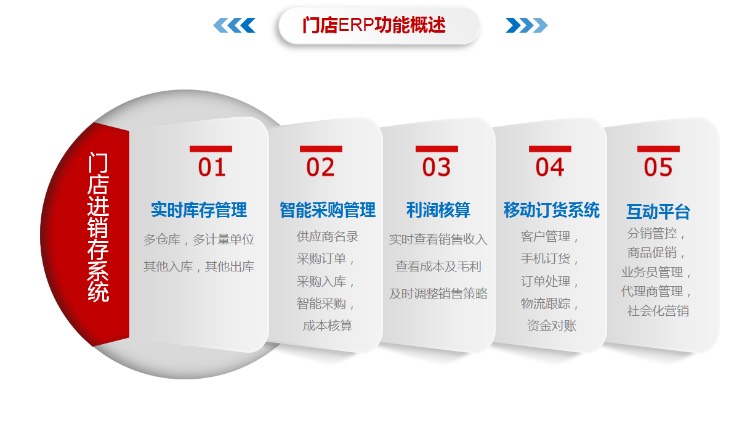 门店ERP功能概述
门店进销存系统
01
实时库存管理
多仓库，多计量单位
其他入库，其他出库
02
智能采购管理
供应商名录
采购订单，
采购入库，
智能采购，
成本核算
03
利润核算
实时查看销售收入
查看成本及毛利
及时调整销售策略
04
移动订货系统
客户管理，
手机订货，
订单处理，
物流跟踪，
资金对账
05
互动平台
分销管控，
商品促销，
业务员管理，
代理商管理，
社会化营销